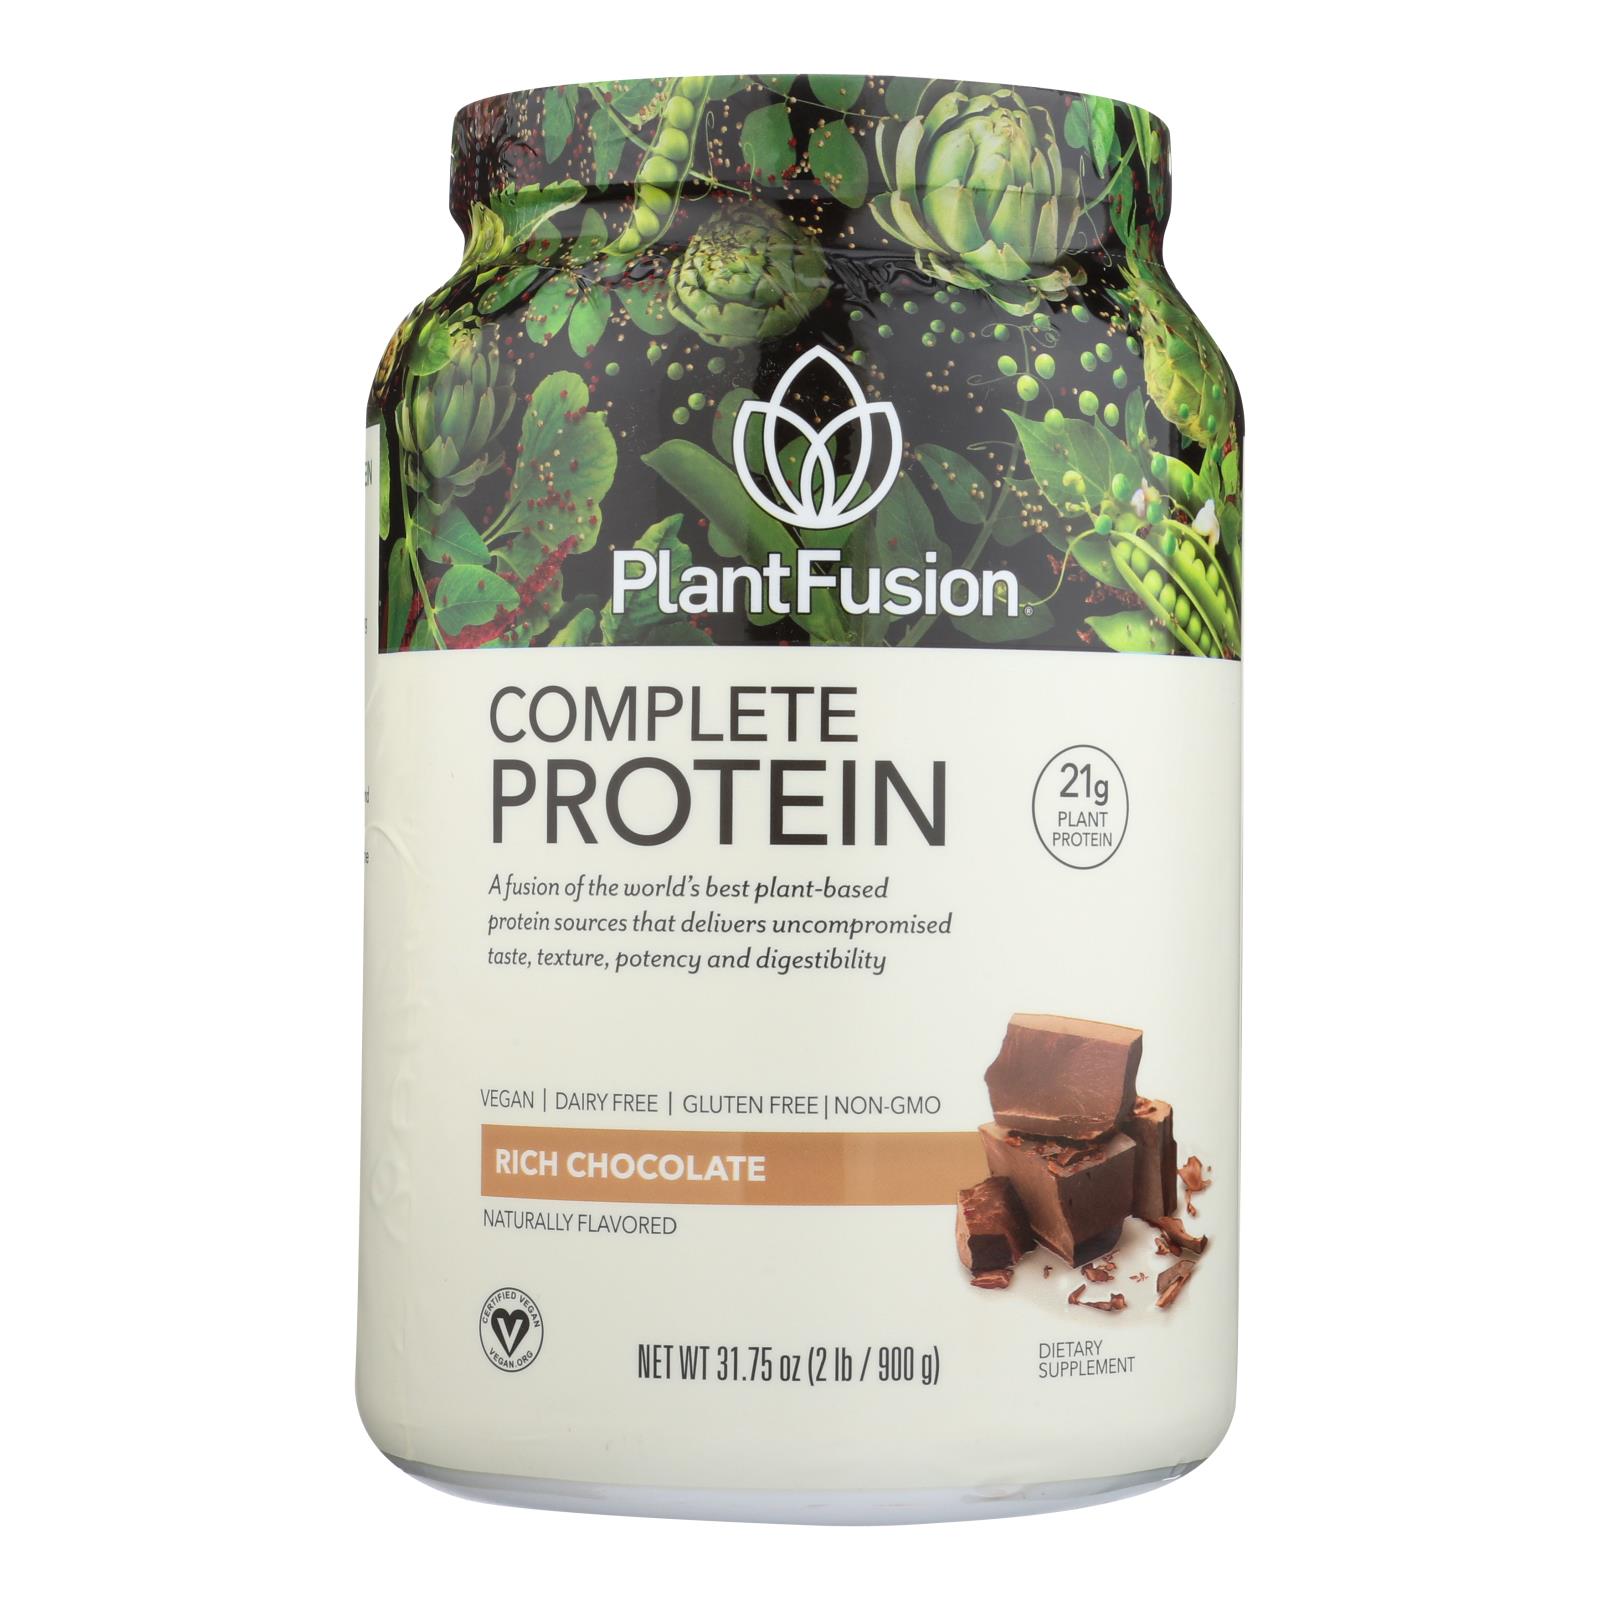 PlantFusion®
COMPLETE
PROTEIN
21g
PLANT
PROTEIN
A fusion of the world's best plant-based
protein sources that delivers uncompromised
taste, texture, potency and digestibility
VEGAN | DAIRY FREE | GLUTEN FREE | NON-GMO
RICH CHOCOLATE
NATURALLY FLAVORED
CERTIFIED VEGAN
V
VEGAN.ORG
NET WT 31.75 oz (2 lb / 900 g)
DIETARY
SUPPLEMENT